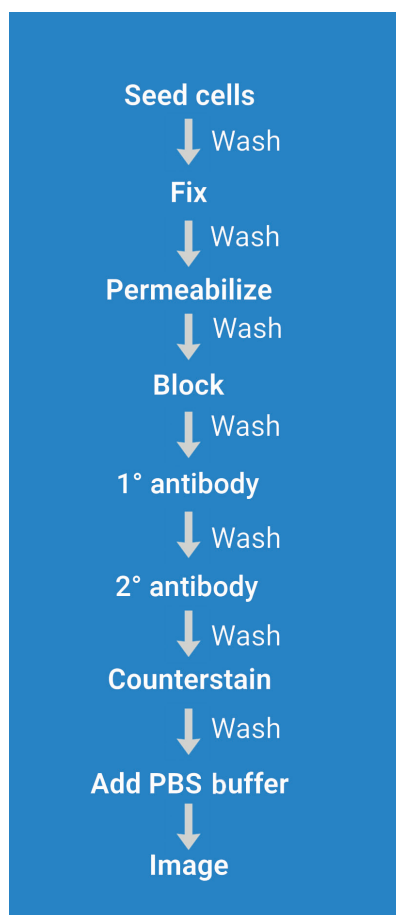 Seed cells
Wash
Fix
Wash
Permeabilize
Wash
Block
Wash
1° antibody
Wash
2° antibody
Wash
Counterstain
Wash
Add PBS buffer
Image